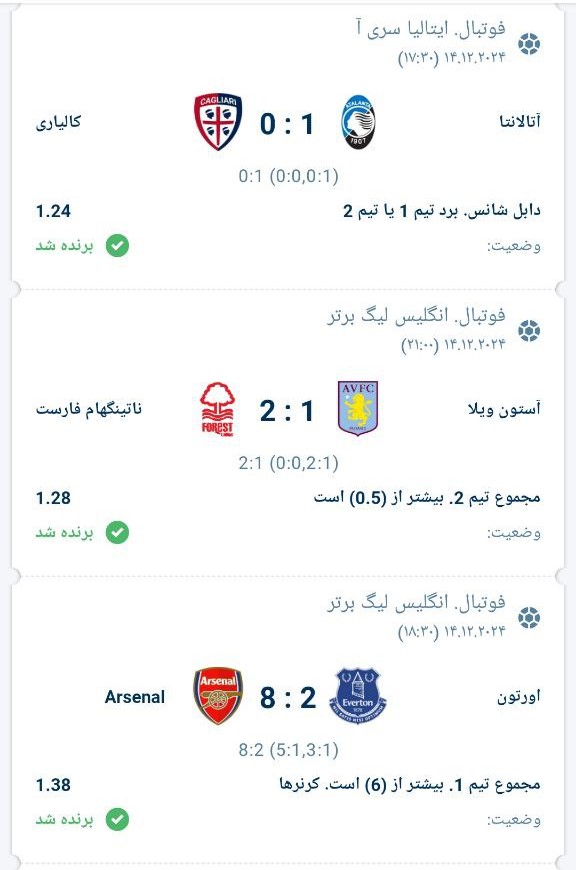 فوتبال. ایتالیا سری آ
۱۴.۱۲.۲۰۲۴ (۱۷:۳۰)
CAGLIARI
ATALANTA
1907
آتالانتا 0 : 1 کالیاری
0:1 (0:0,0:1)
دابل شانس. برد تیم 1 یا تیم 2 1.24
وضعیت: برنده شد
فوتبال. انگلیس لیگ برتر
۱۴.۱۲.۲۰۲۴ (۲۱:۰۰)
AVFC
FOREST
آستون ویلا 2 : 1 ناتینگهام فارست
2:1 (0:0,2:1)
مجموع تیم 2. بیشتر از (0.5) است 1.28
وضعیت: برنده شد
فوتبال. انگلیس لیگ برتر
۱۴.۱۲.۲۰۲۴ (۱۸:۳۰)
Arsenal
Everton
اورتون 8 : 2 Arsenal
8:2 (5:1,3:1)
مجموع تیم 1. بیشتر از (6) است. کرنرها 1.38
وضعیت: برنده شد